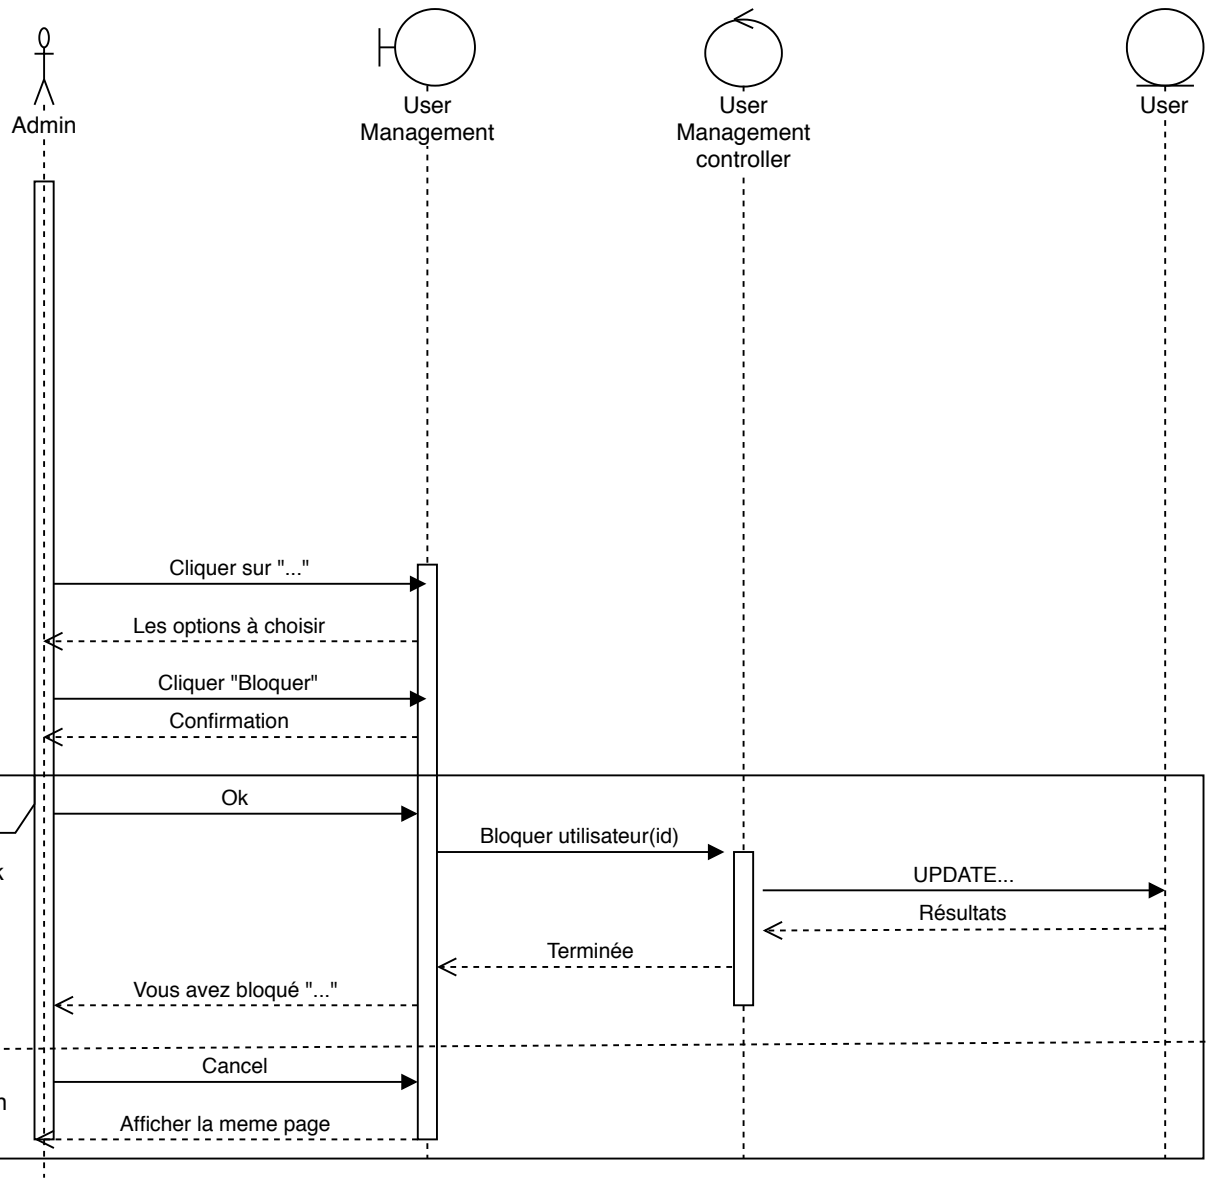 Admin
User
Management
User
Management
controller
User
Cliquer sur "..."
Les options à choisir
Cliquer "Bloquer"
Confirmation
Ok
Bloquer utilisateur(id)
UPDATE...
Résultats
Terminée
Vous avez bloqué "..."
Cancel
Afficher la meme page